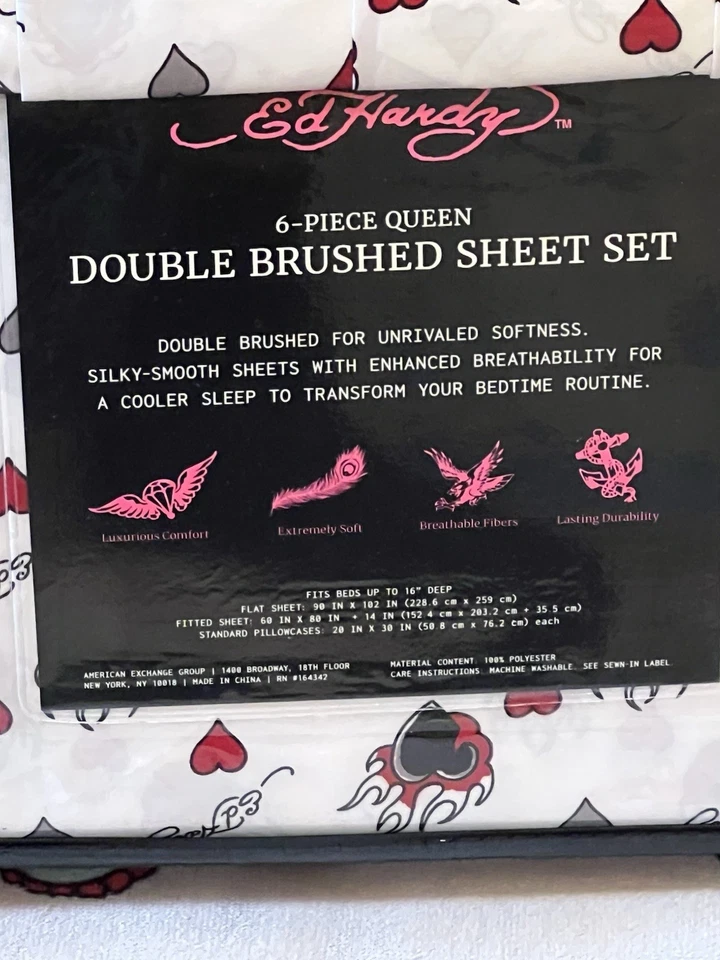 Ed Hardy™
6-PIECE QUEEN
DOUBLE BRUSHED SHEET SET
DOUBLE BRUSHED FOR UNRIVALED SOFTNESS.
SILKY-SMOOTH SHEETS WITH ENHANCED BREATHABILITY FOR
A COOLER SLEEP TO TRANSFORM YOUR BEDTIME ROUTINE.
Luxurious Comfort
Extremely Soft
Breathable Fibers
Lasting Durability
FITS BEDS UP TO 16" DEEP
FLAT SHEET: 90 IN X 102 IN (228.6 cm x 259 cm)
FITTED SHEET: 60 IN X 80 IN + 14 IN (152.4 cm x 203.2 cm + 35.5 cm)
STANDARD PILLOWCASES: 20 IN X 30 IN (50.8 cm x 76.2 cm) each
AMERICAN EXCHANGE GROUP | 1400 BROADWAY, 18TH FLOOR
NEW YORK, NY 10018 | MADE IN CHINA | RN #164342
MATERIAL CONTENT: 100% POLYESTER
CARE INSTRUCTIONS: MACHINE WASHABLE. SEE SEWN-IN LABEL.